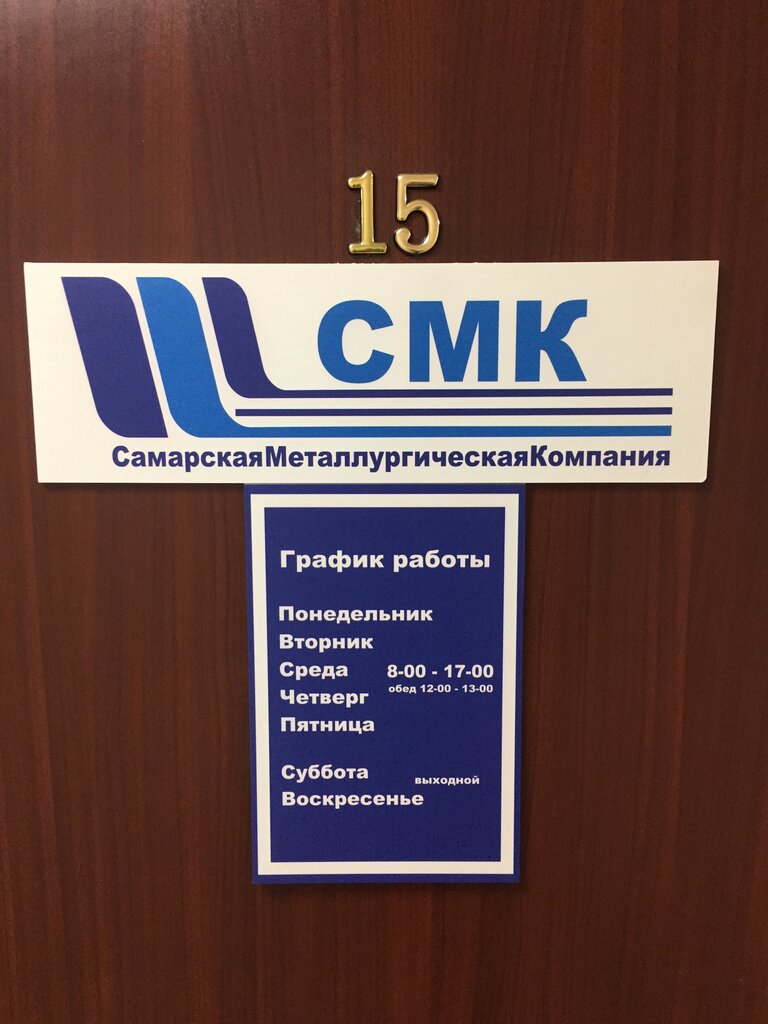 15
СМК
СамарскаяМеталлургическаяКомпания
График работы
Понедельник
Вторник
Среда 8-00 - 17-00
обед 12-00 - 13-00
Четверг
Пятница
Суббота выходной
Воскресенье